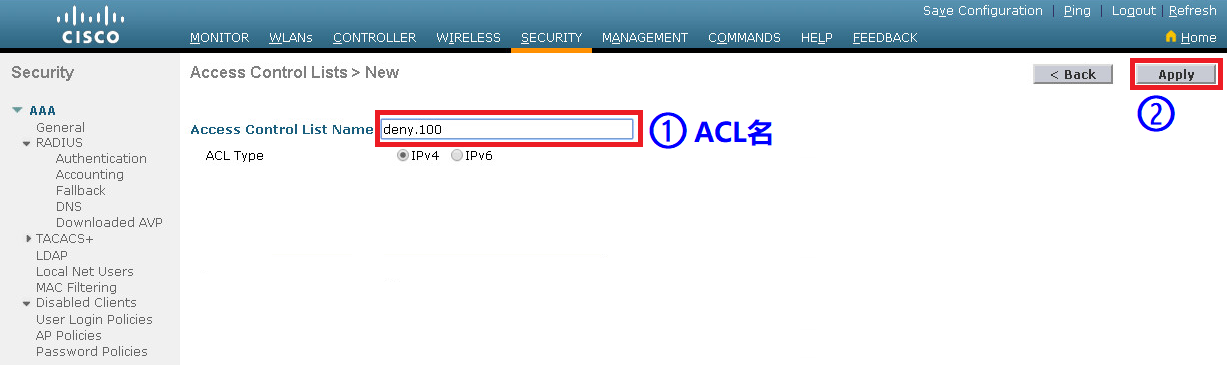 Save Configuration | Ping | Logout | Refresh
CISCO
MONITOR WLANs CONTROLLER WIRELESS SECURITY MANAGEMENT COMMANDS HELP FEEDBACK Home
Security
Access Control Lists > New
< Back
Apply
②
AAA
General
RADIUS
Authentication
Accounting
Fallback
DNS
Downloaded AVP
TACACS+
LDAP
Local Net Users
MAC Filtering
Disabled Clients
User Login Policies
AP Policies
Password Policies
Access Control List Name deny.100 ① ACL名
ACL Type IPv4 IPv6